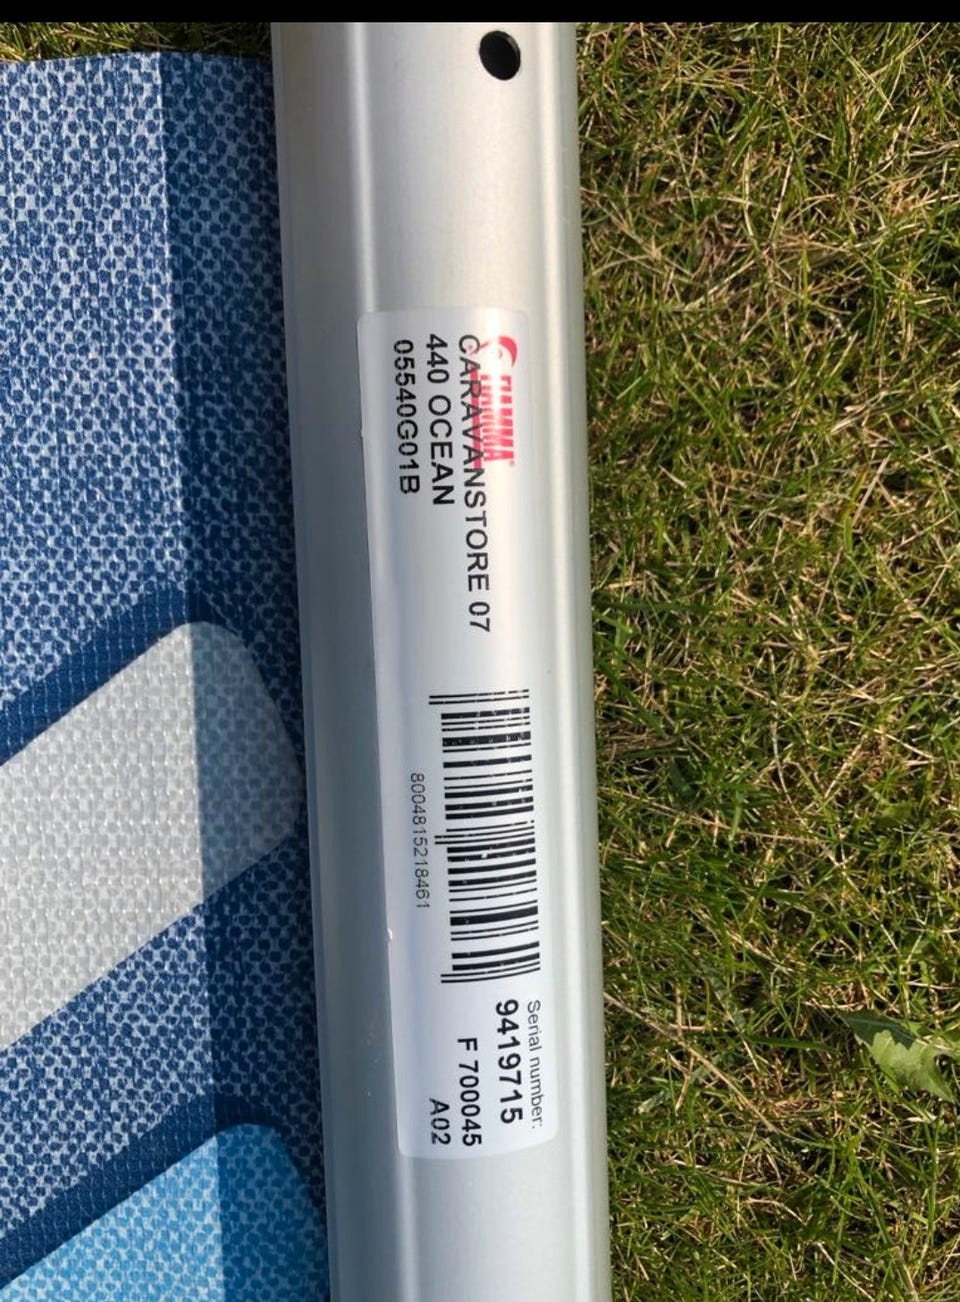 FIAMMA®
CARAVANSTORE 07
440 OCEAN
05540G01B
8004815218461
Serial number:
9419715
F 700045
A02